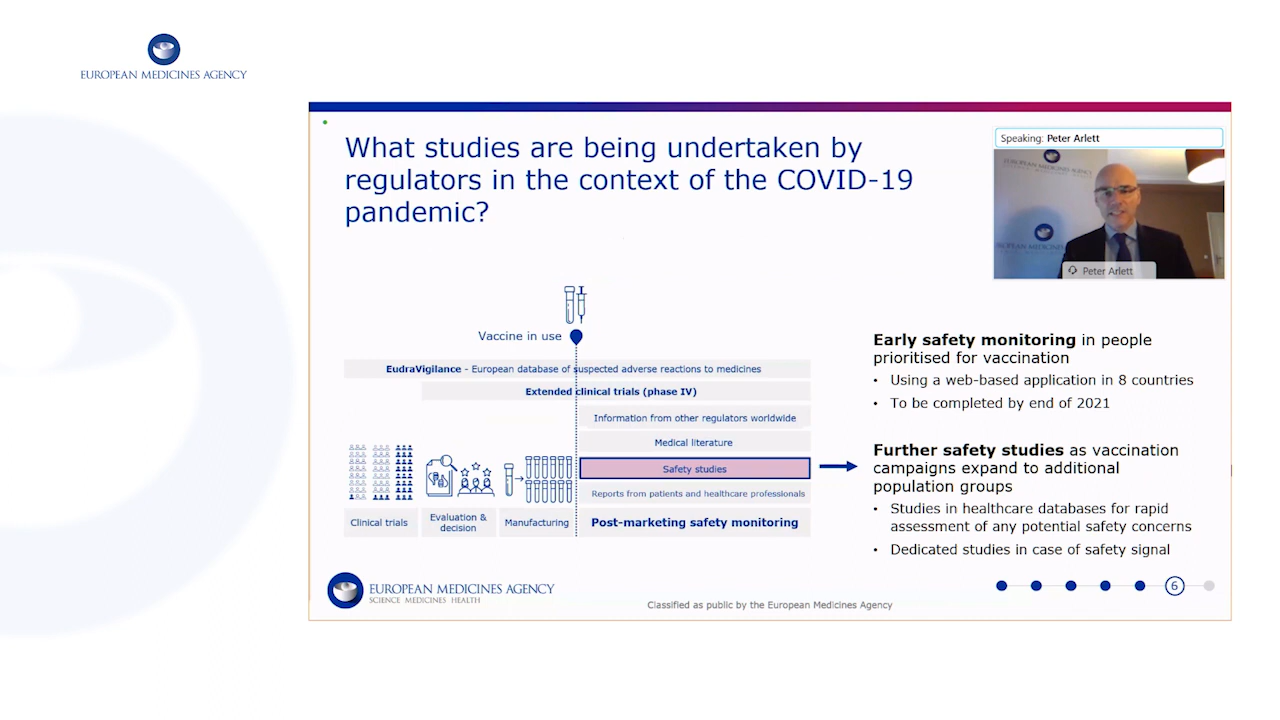 EUROPEAN MEDICINES AGENCY
What studies are being undertaken by
regulators in the context of the COVID-19
pandemic?
Speaking: Peter Arlett
EUROPEAN MEDICINES AGENCY
EUROPEAN MEDICINES
Peter Arlett
Vaccine in use
EudraVigilance - European database of suspected adverse reactions to medicines
Extended clinical trials (phase IV)
Information from other regulators worldwide
Medical literature
Safety studies
Reports from patients and healthcare professionals
Clinical trials
Evaluation &
decision
Manufacturing
Post-marketing safety monitoring
Early safety monitoring in people
prioritised for vaccination
• Using a web-based application in 8 countries
• To be completed by end of 2021
Further safety studies as vaccination
campaigns expand to additional
population groups
• Studies in healthcare databases for rapid
assessment of any potential safety concerns
• Dedicated studies in case of safety signal
EUROPEAN MEDICINES AGENCY
SCIENCE MEDICINES HEALTH
Classified as public by the European Medicines Agency
6